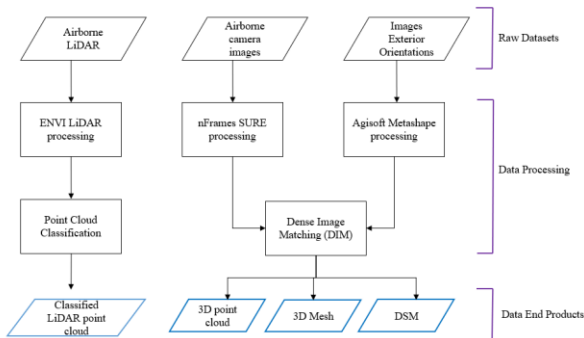 Airborne
LiDAR
Airborne
camera
images
Images
Exterior
Orientations
Raw Datasets
ENVI LiDAR
processing
nFrames SURE
processing
Agisoft Metashape
processing
Data Processing
Point Cloud
Classification
Dense Image
Matching (DIM)
Classified
LiDAR point
cloud
3D point
cloud
3D Mesh
DSM
Data End Products